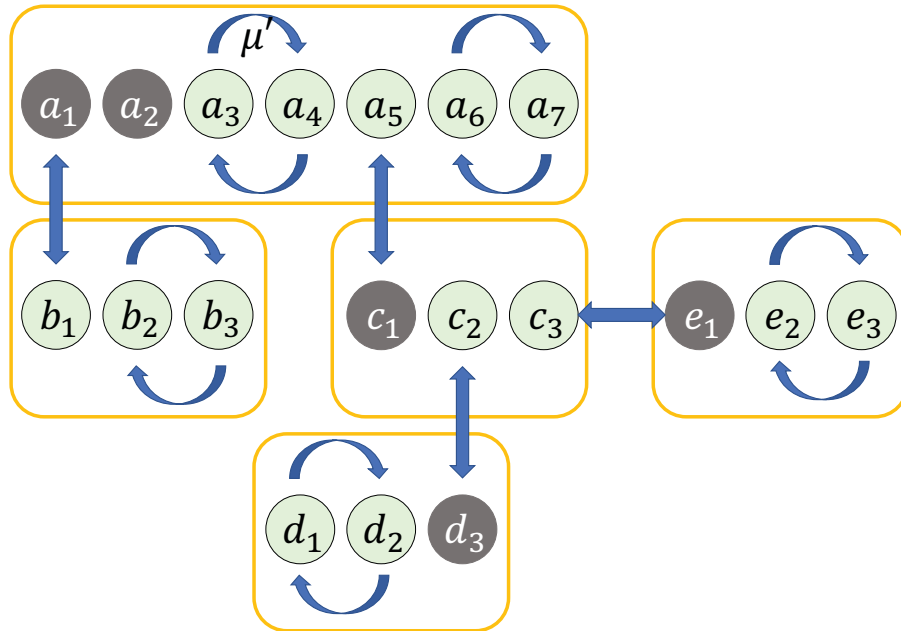 μ′
a₁ a₂ a₃ a₄ a₅ a₆ a₇
b₁ b₂ b₃ c₁ c₂ c₃ e₁ e₂ e₃
d₁ d₂ d₃